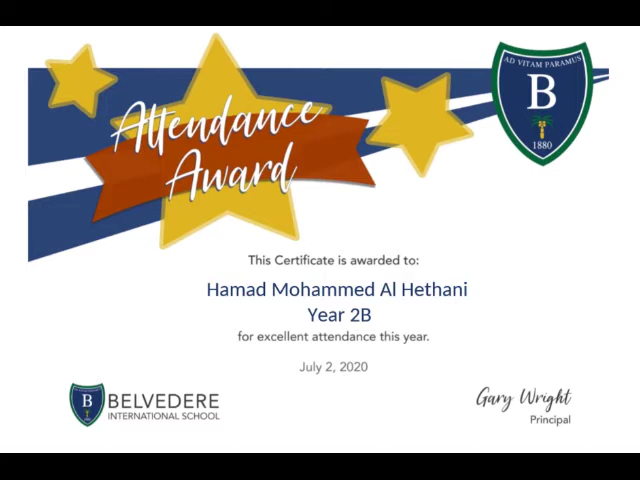 Attendance
Award
AD VITAM PARAMUS
B
1880
This Certificate is awarded to:
Hamad Mohammed Al Hethani
Year 2B
for excellent attendance this year.
July 2, 2020
B
BELVEDERE
INTERNATIONAL SCHOOL
Gary Wright
Principal